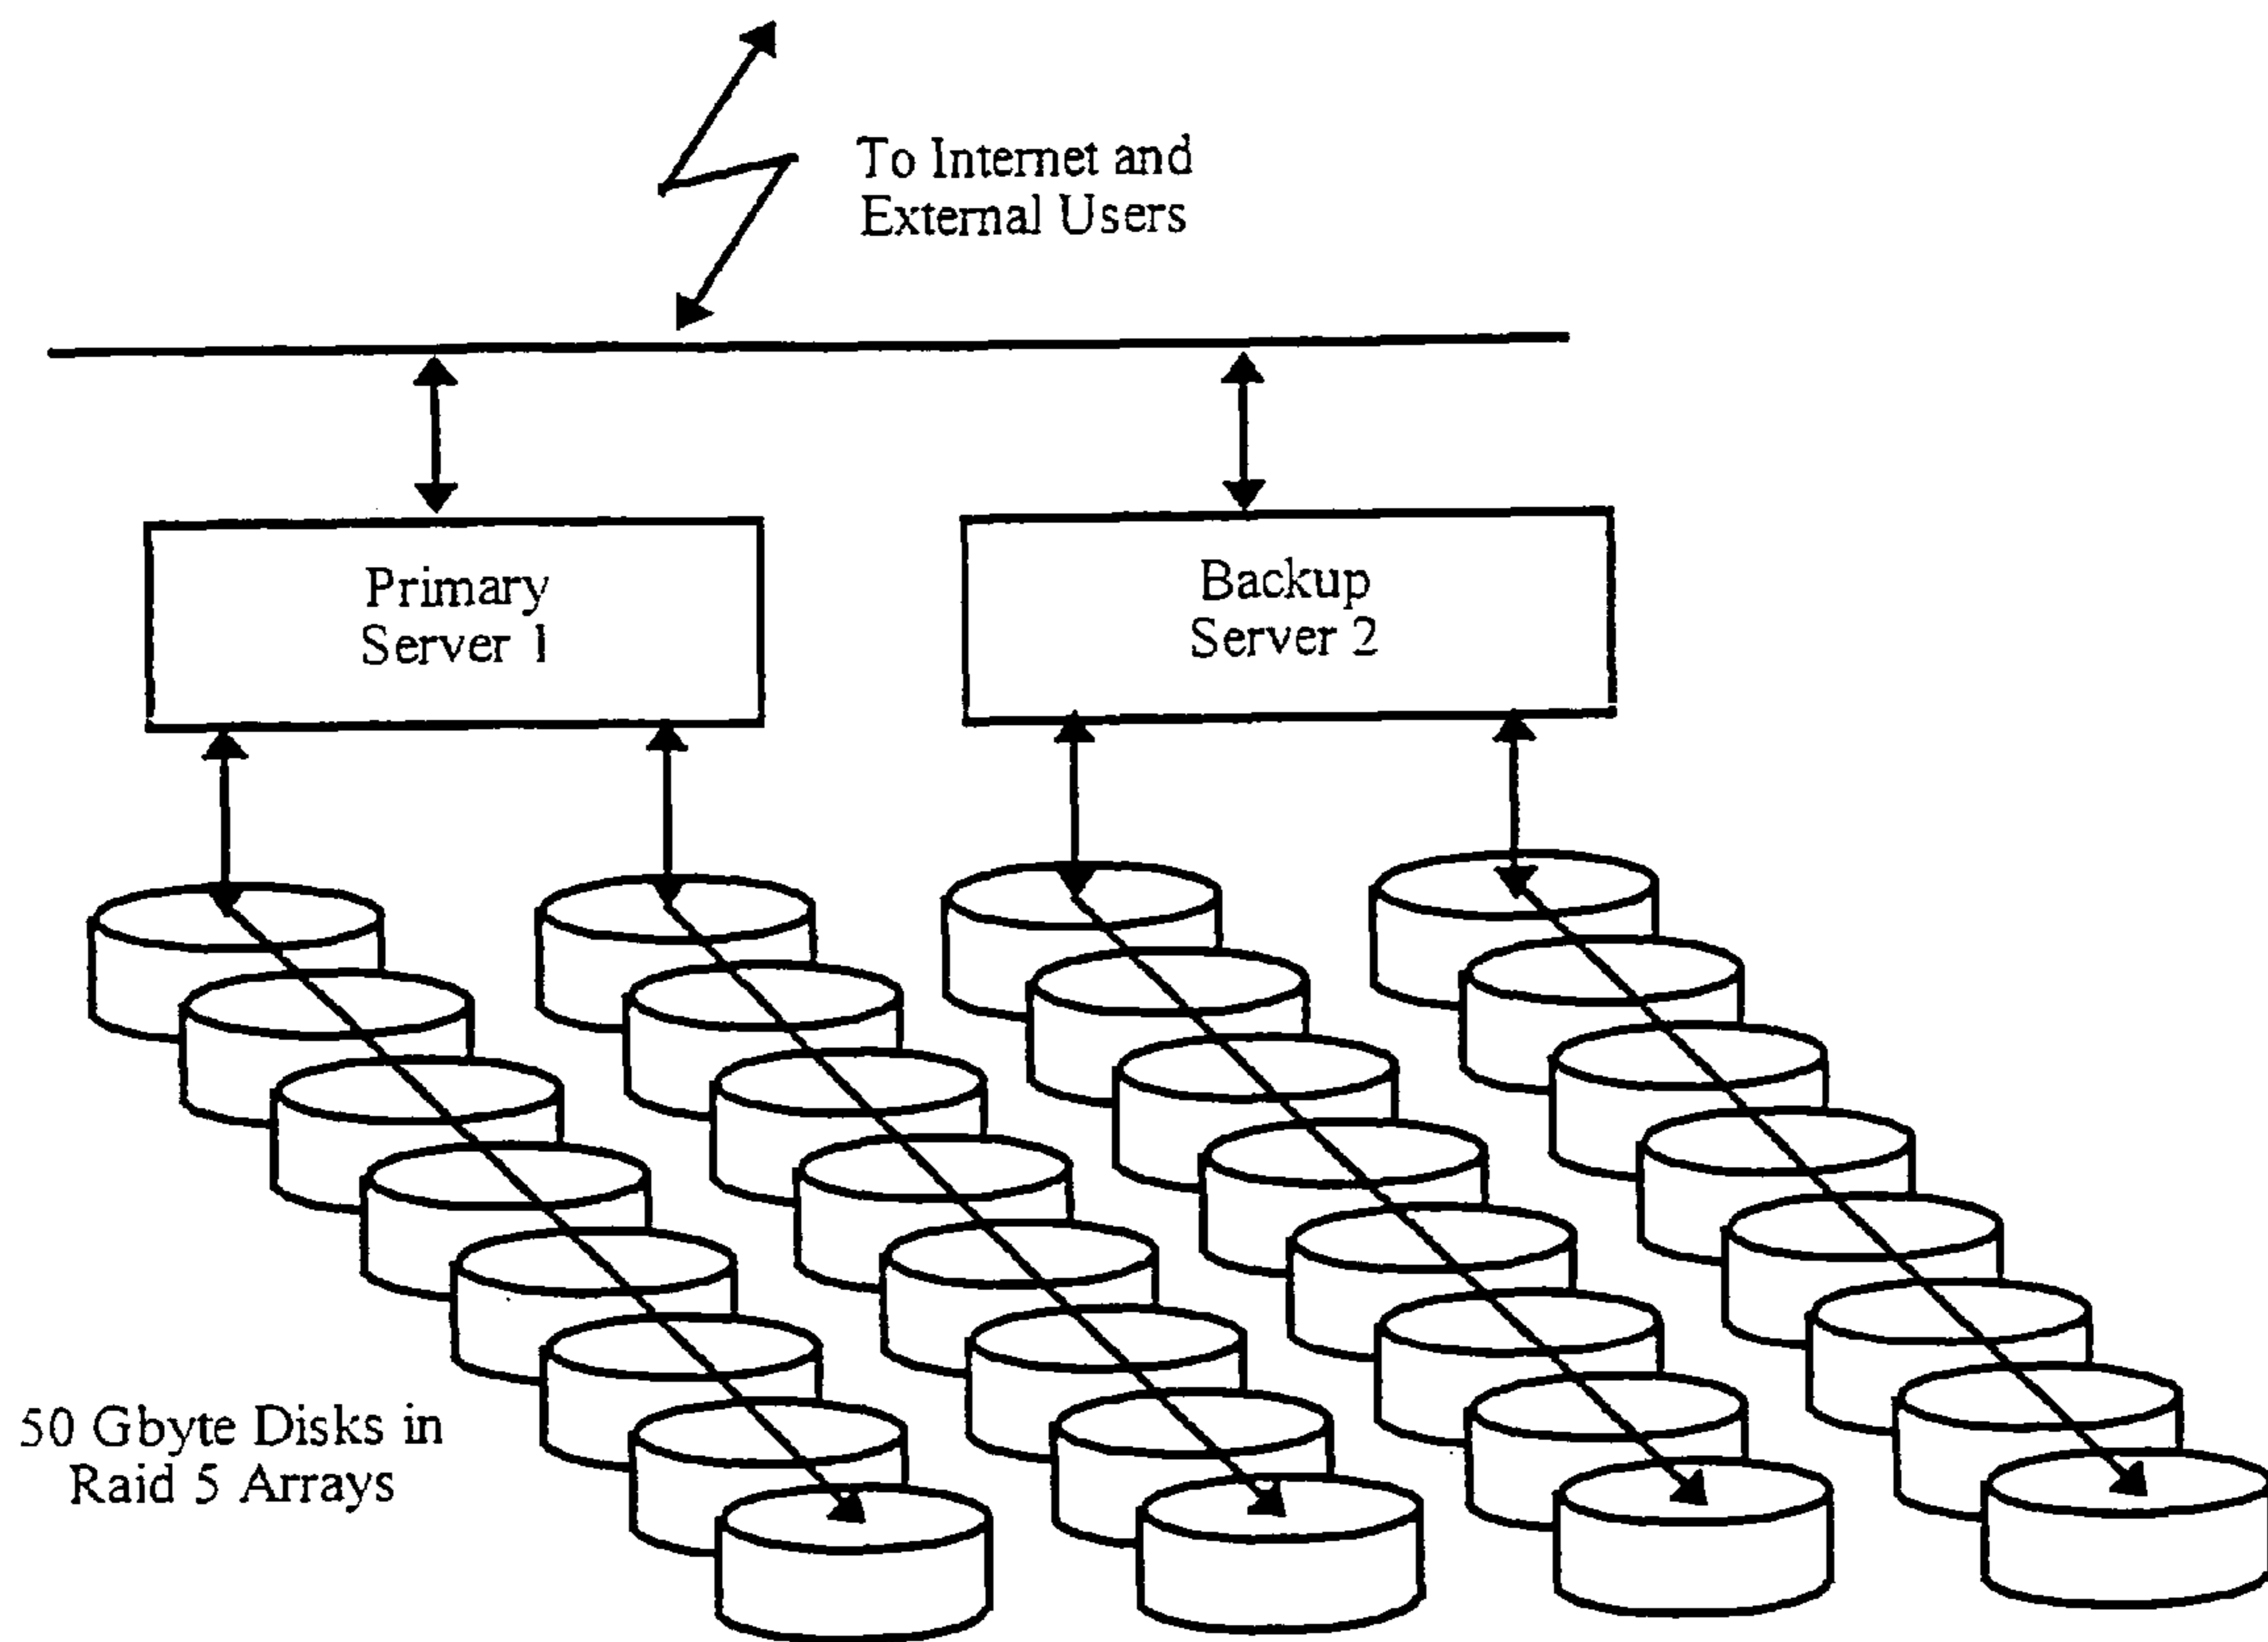 To Internet and
External Users
Primary
Server 1
Backup
Server 2
50 Gbyte Disks in
Raid 5 Arrays